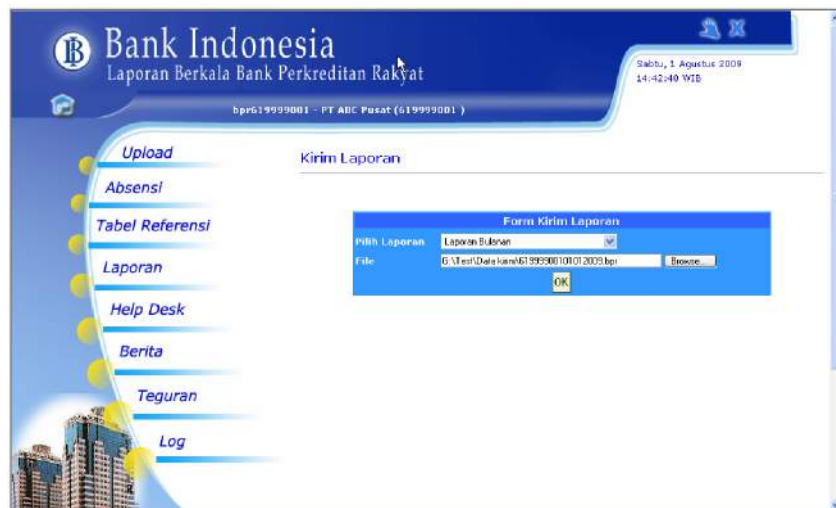 Bank Indonesia
Laporan Berkala Bank Perkreditan Rakyat
Sabtu, 1 Agustus 2009
14:42:40 WIB
bpr619999001 - PT ABC Pusat (619999001 )
Upload
Absensi
Tabel Referensi
Laporan
Help Desk
Berita
Teguran
Log
Kirim Laporan
Form Kirim Laporan
Pilih Laporan Laporan Bulanan
File Browse...
OK